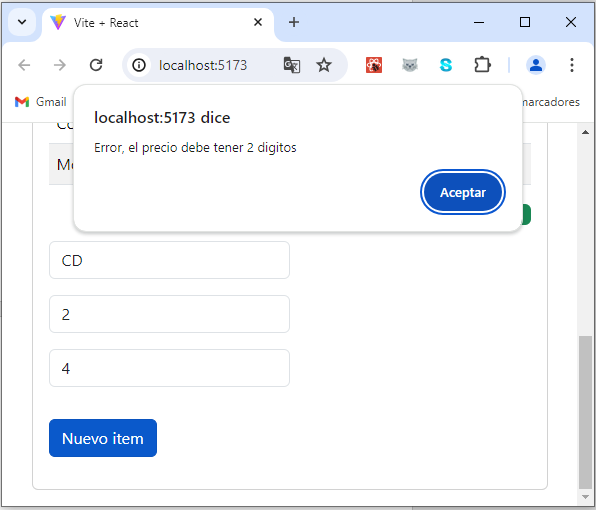 Vite + React
localhost:5173
Gmail
marcadores
localhost:5173 dice
Error, el precio debe tener 2 digitos
Aceptar
CD
2
4
Nuevo item